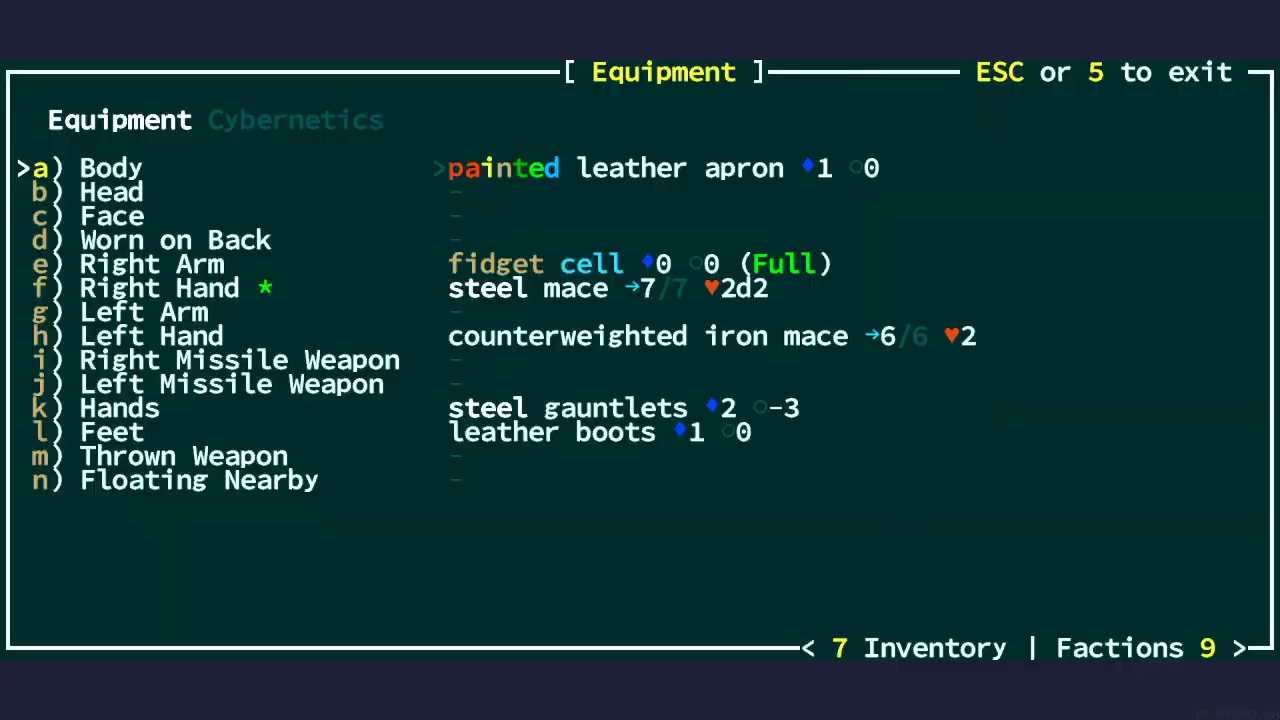 [ Equipment ] ESC or 5 to exit
Equipment Cybernetics
>a) Body >painted leather apron ♦1 ○0
b) Head -
c) Face -
d) Worn on Back -
e) Right Arm fidget cell ♦0 ○0 (Full)
f) Right Hand * steel mace →7/7 ♥2d2
g) Left Arm -
h) Left Hand counterweighted iron mace →6/6 ♥2
i) Right Missile Weapon -
j) Left Missile Weapon -
k) Hands steel gauntlets ♦2 ○-3
l) Feet leather boots ♦1 ○0
m) Thrown Weapon -
n) Floating Nearby -
< 7 Inventory | Factions 9 >